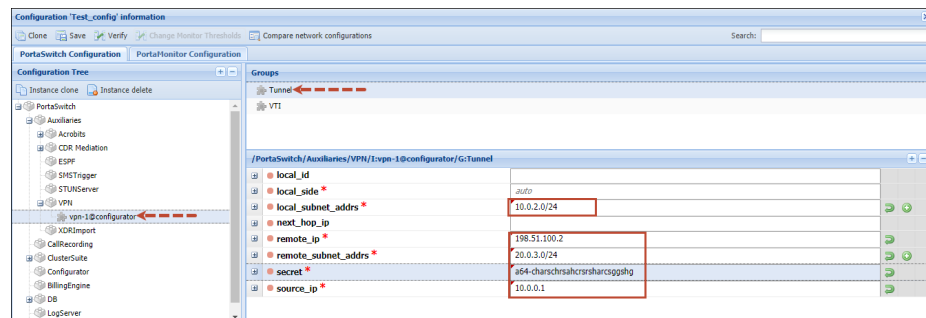 Configuration 'Test_config' information
Clone Save Verify Change Monitor Thresholds Compare network configurations Search:
PortaSwitch Configuration PortaMonitor Configuration
Configuration Tree
Instance clone Instance delete
PortaSwitch
Auxiliaries
Acrobits
CDR Mediation
ESPF
SMSTrigger
STUNServer
VPN
vpn-1@configurator
XDRImport
CallRecording
ClusterSuite
Configurator
BillingEngine
DB
LogServer
Groups
Tunnel
VTI
/PortaSwitch/Auxiliaries/VPN/I:vpn-1@configurator/G:Tunnel
local_id
local_side * auto
local_subnet_addrs * 10.0.2.0/24
next_hop_ip
remote_ip * 198.51.100.2
remote_subnet_addrs * 20.0.3.0/24
secret * a64-charschrsahcrsrsharcsggshg
source_ip * 10.0.0.1